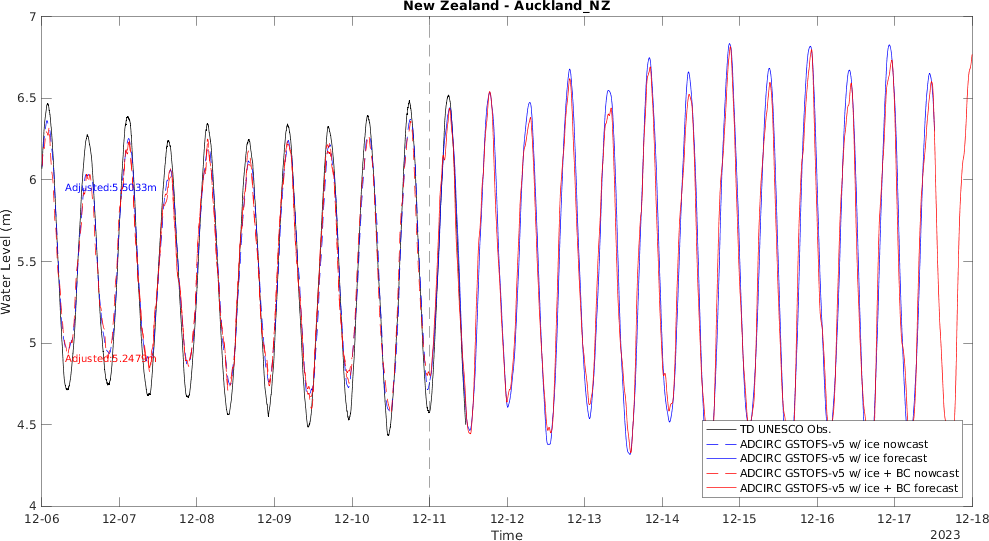 New Zealand - Auckland_NZ
7
6.5
6
5.5
5
4.5
4
Water Level (m)
Adjusted:5.5033m
Adjusted:5.2479m
TD UNESCO Obs.
ADCIRC GSTOFS-v5 w/ ice nowcast
ADCIRC GSTOFS-v5 w/ ice forecast
ADCIRC GSTOFS-v5 w/ ice + BC nowcast
ADCIRC GSTOFS-v5 w/ ice + BC forecast
12-06 12-07 12-08 12-09 12-10 12-11 12-12 12-13 12-14 12-15 12-16 12-17 12-18
Time
2023